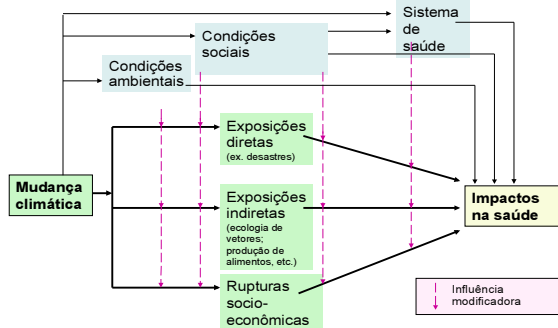 Sistema
de
saúde
Condições
sociais
Condições
ambientais
Exposições
diretas
(ex. desastres)
Mudança
climática
Exposições
indiretas
(ecologia de
vetores;
produção de
alimentos, etc.)
Impactos
na saúde
Rupturas
socio-
econômicas
Influência
modificadora